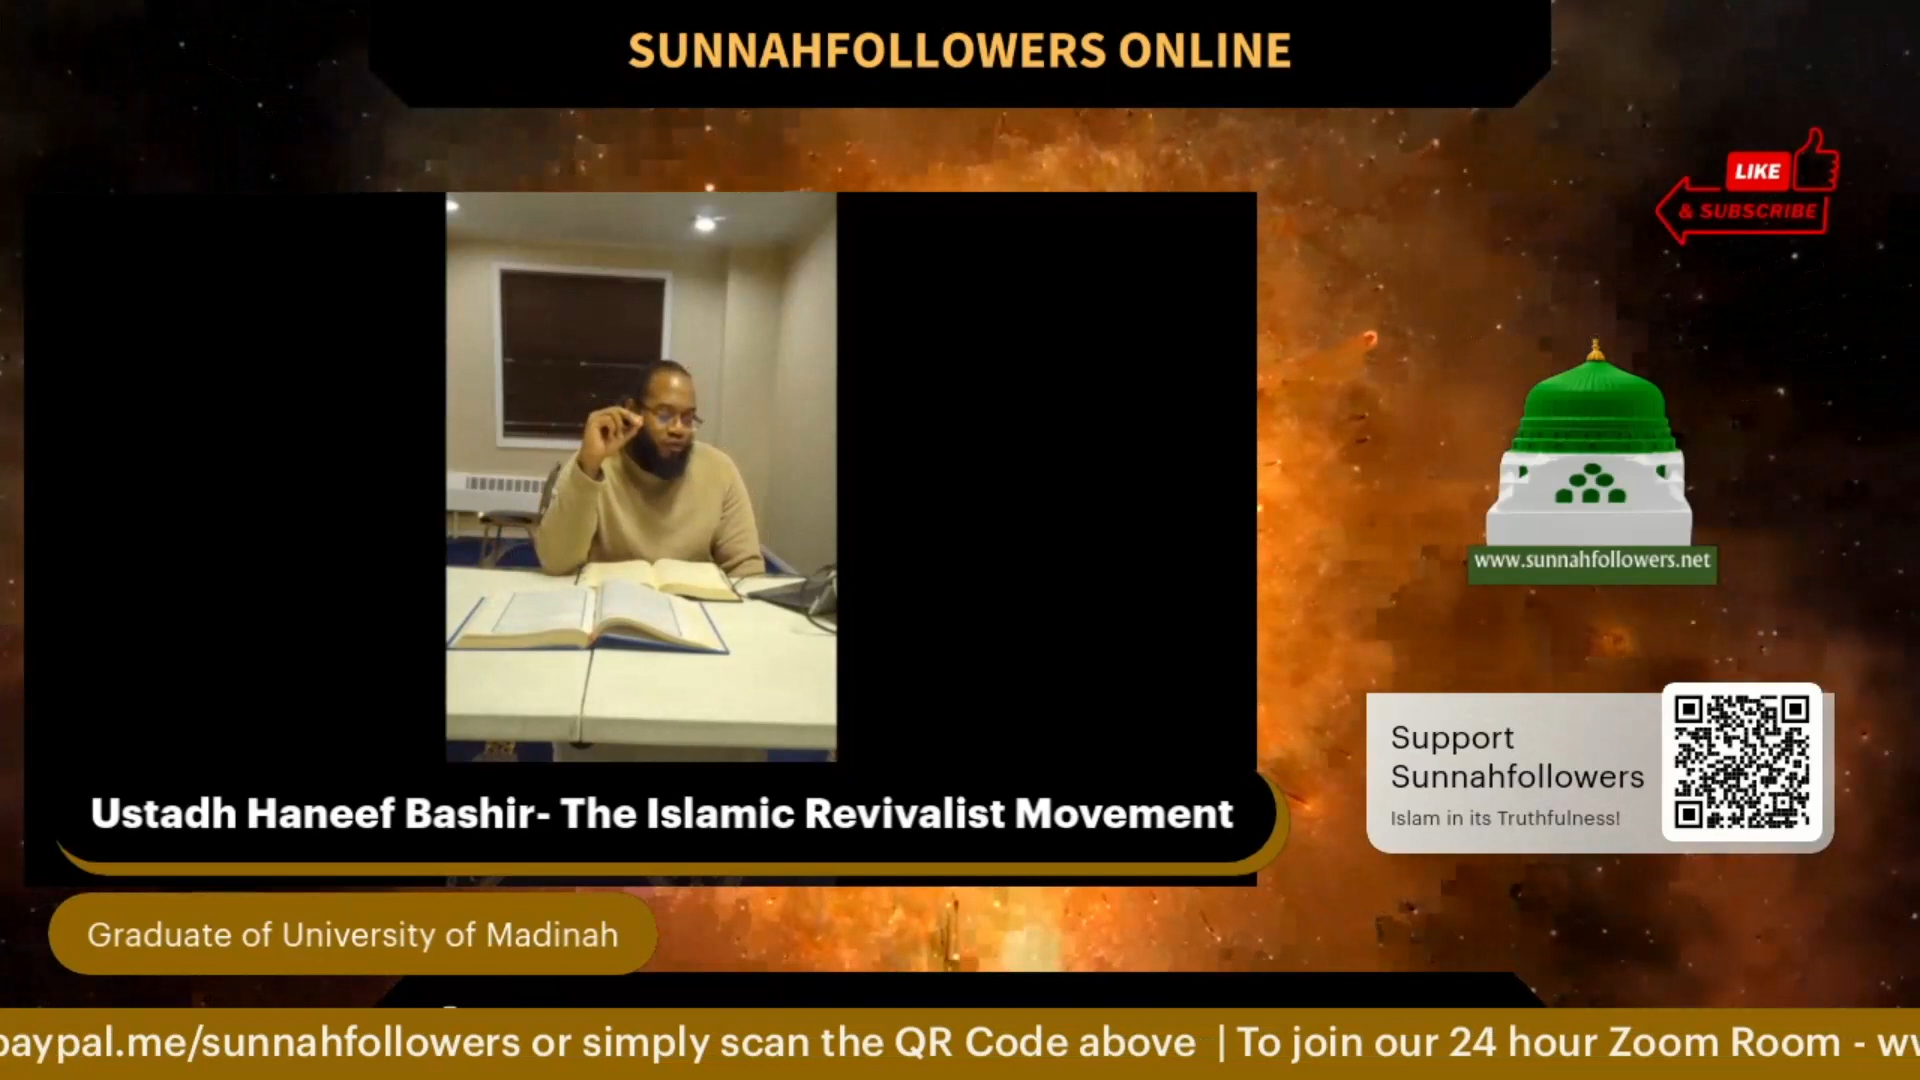 SUNNAHFOLLOWERS ONLINE
LIKE
& SUBSCRIBE
www.sunnahfollowers.net
Support
Sunnahfollowers
Islam in its Truthfulness!
Ustadh Haneef Bashir- The Islamic Revivalist Movement
Graduate of University of Madinah
paypal.me/sunnahfollowers or simply scan the QR Code above | To join our 24 hour Zoom Room -